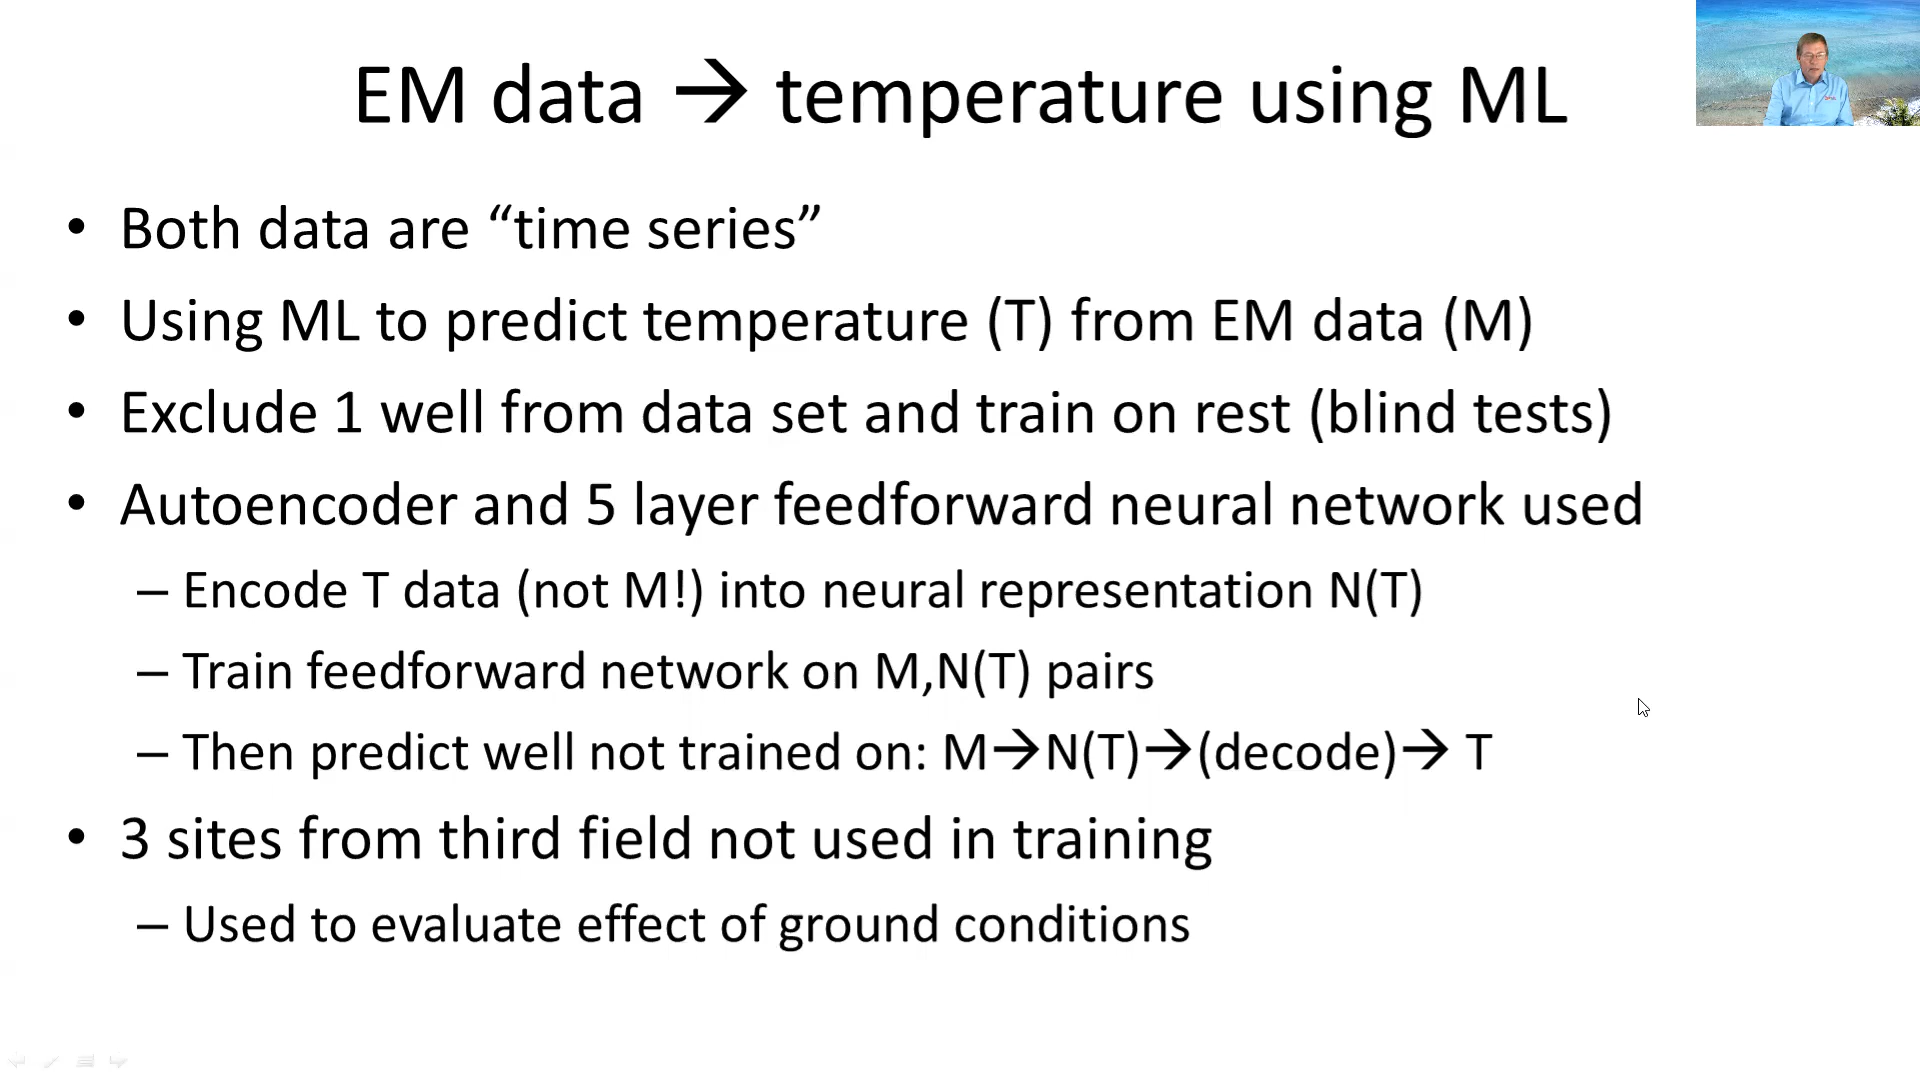 EM data → temperature using ML
• Both data are “time series”
• Using ML to predict temperature (T) from EM data (M)
• Exclude 1 well from data set and train on rest (blind tests)
• Autoencoder and 5 layer feedforward neural network used
– Encode T data (not M!) into neural representation N(T)
– Train feedforward network on M,N(T) pairs
– Then predict well not trained on: M→N(T)→(decode)→ T
• 3 sites from third field not used in training
– Used to evaluate effect of ground conditions